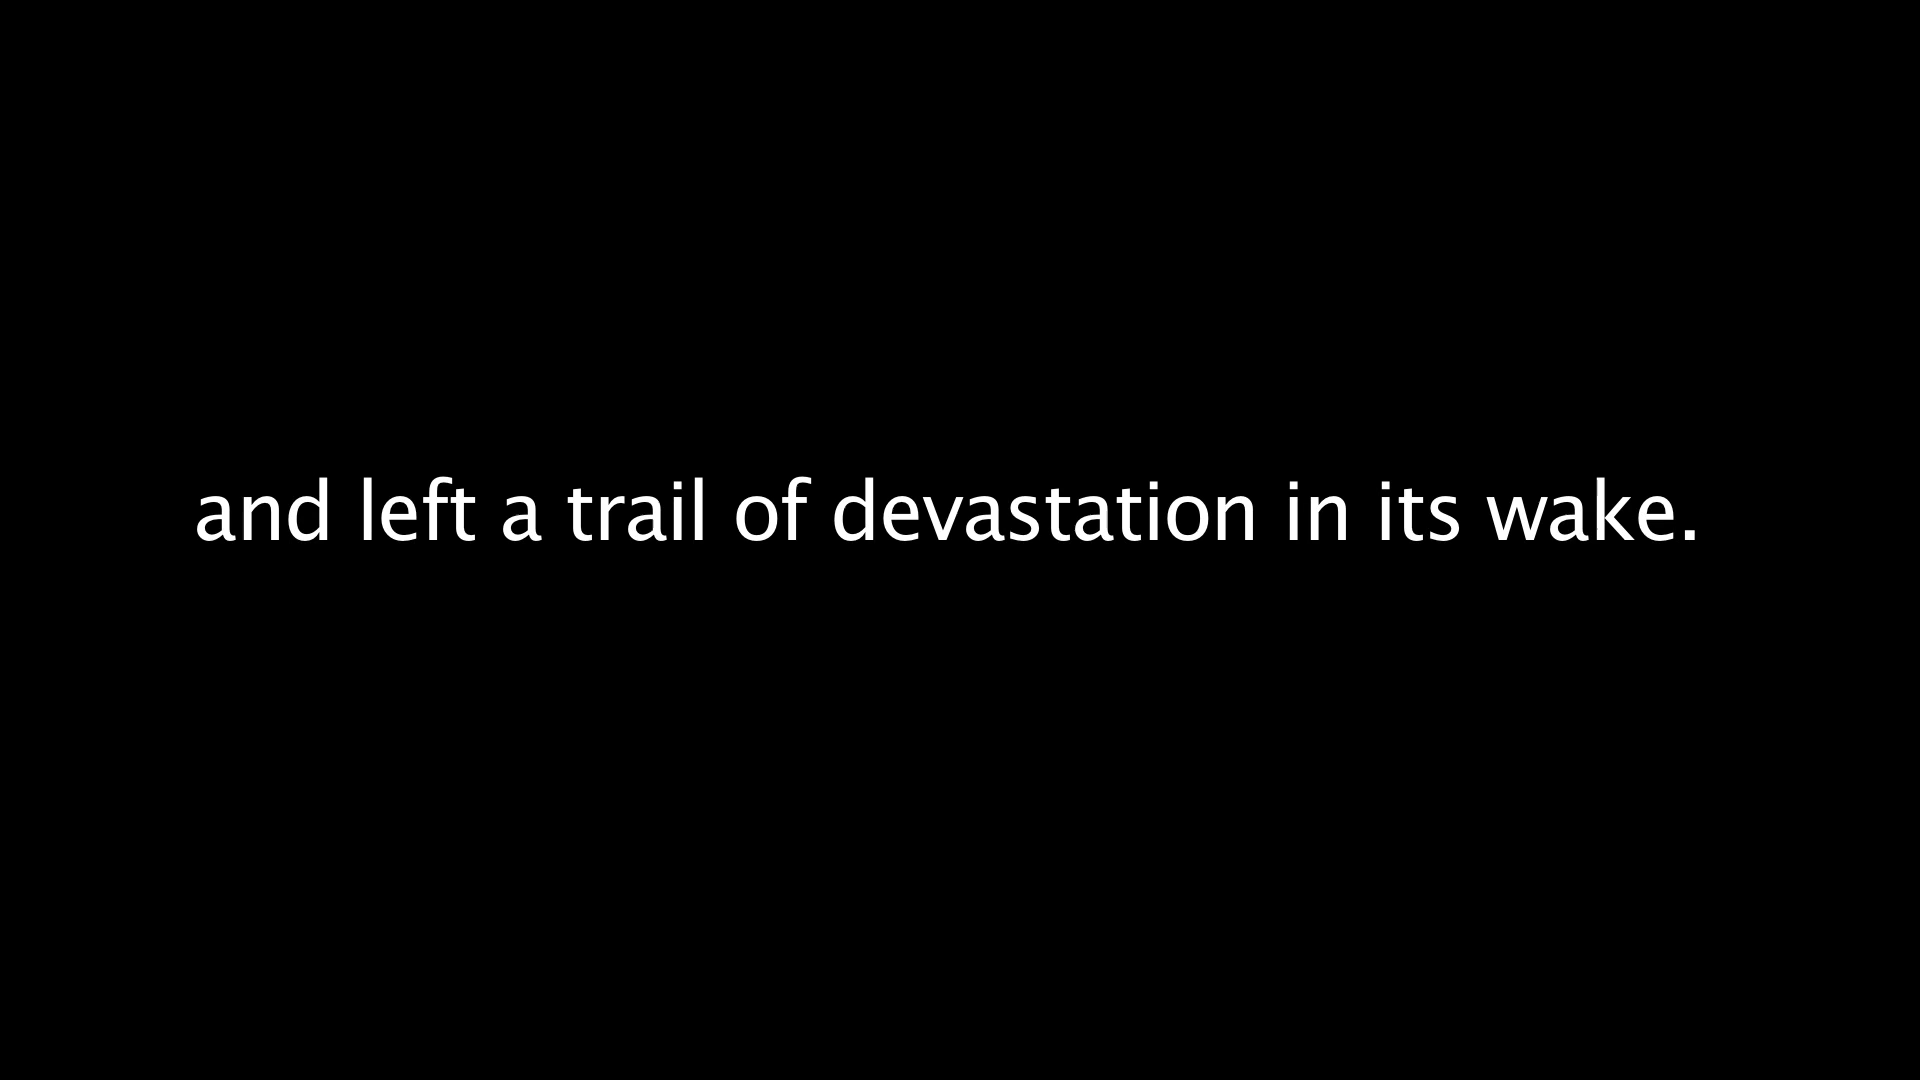 and left a trail of devastation in its wake.